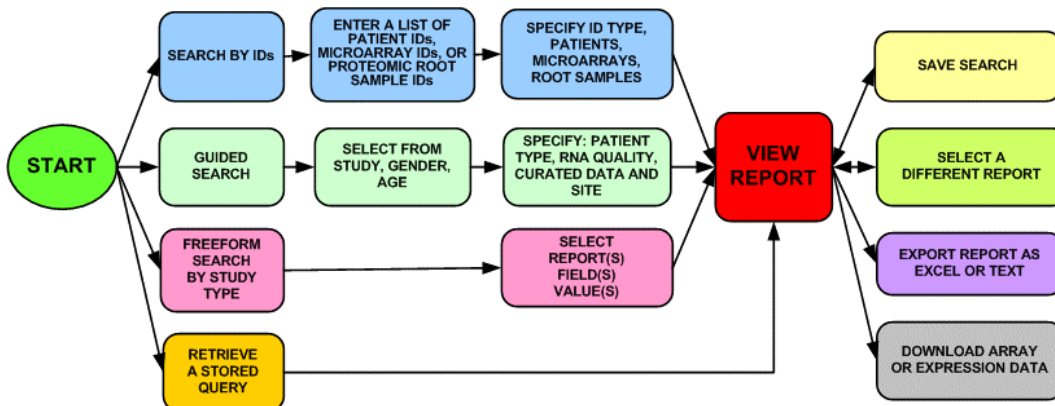 START
SEARCH BY IDs
ENTER A LIST OF
PATIENT IDs,
MICROARRAY IDs, OR
PROTEOMIC ROOT
SAMPLE IDs
SPECIFY ID TYPE,
PATIENTS,
MICROARRAYS,
ROOT SAMPLES
GUIDED
SEARCH
SELECT FROM
STUDY, GENDER,
AGE
SPECIFY: PATIENT
TYPE, RNA QUALITY,
CURATED DATA AND
SITE
FREEFORM
SEARCH
BY STUDY
TYPE
SELECT
REPORT(S)
FIELD(S)
VALUE(S)
RETRIEVE
A STORED
QUERY
VIEW
REPORT
SAVE SEARCH
SELECT A
DIFFERENT REPORT
EXPORT REPORT AS
EXCEL OR TEXT
DOWNLOAD ARRAY
OR EXPRESSION DATA